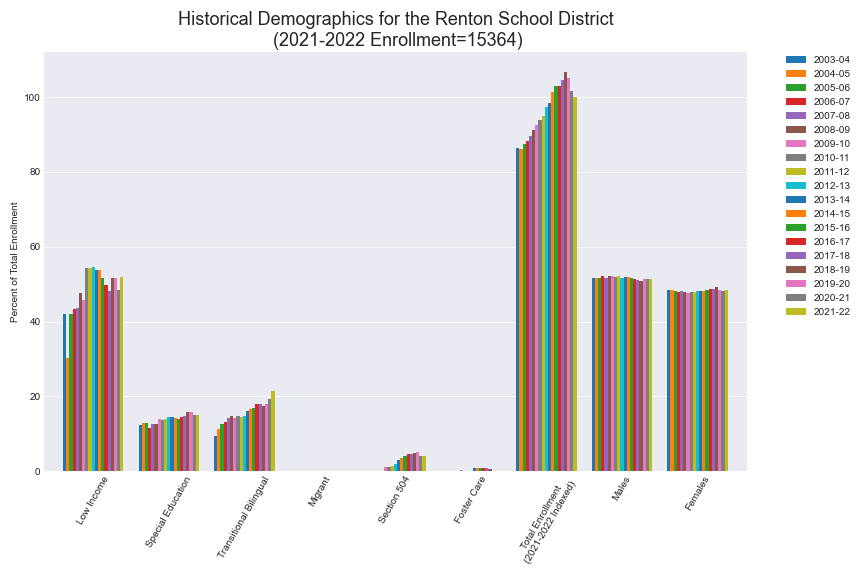 Historical Demographics for the Renton School District
(2021-2022 Enrollment=15364)
Percent of Total Enrollment
100
80
60
40
20
0
Low Income
Special Education
Transitional Bilingual
Migrant
Section 504
Foster Care
Total Enrollment
(2021-2022 Indexed)
Males
Females
2003-04
2004-05
2005-06
2006-07
2007-08
2008-09
2009-10
2010-11
2011-12
2012-13
2013-14
2014-15
2015-16
2016-17
2017-18
2018-19
2019-20
2020-21
2021-22